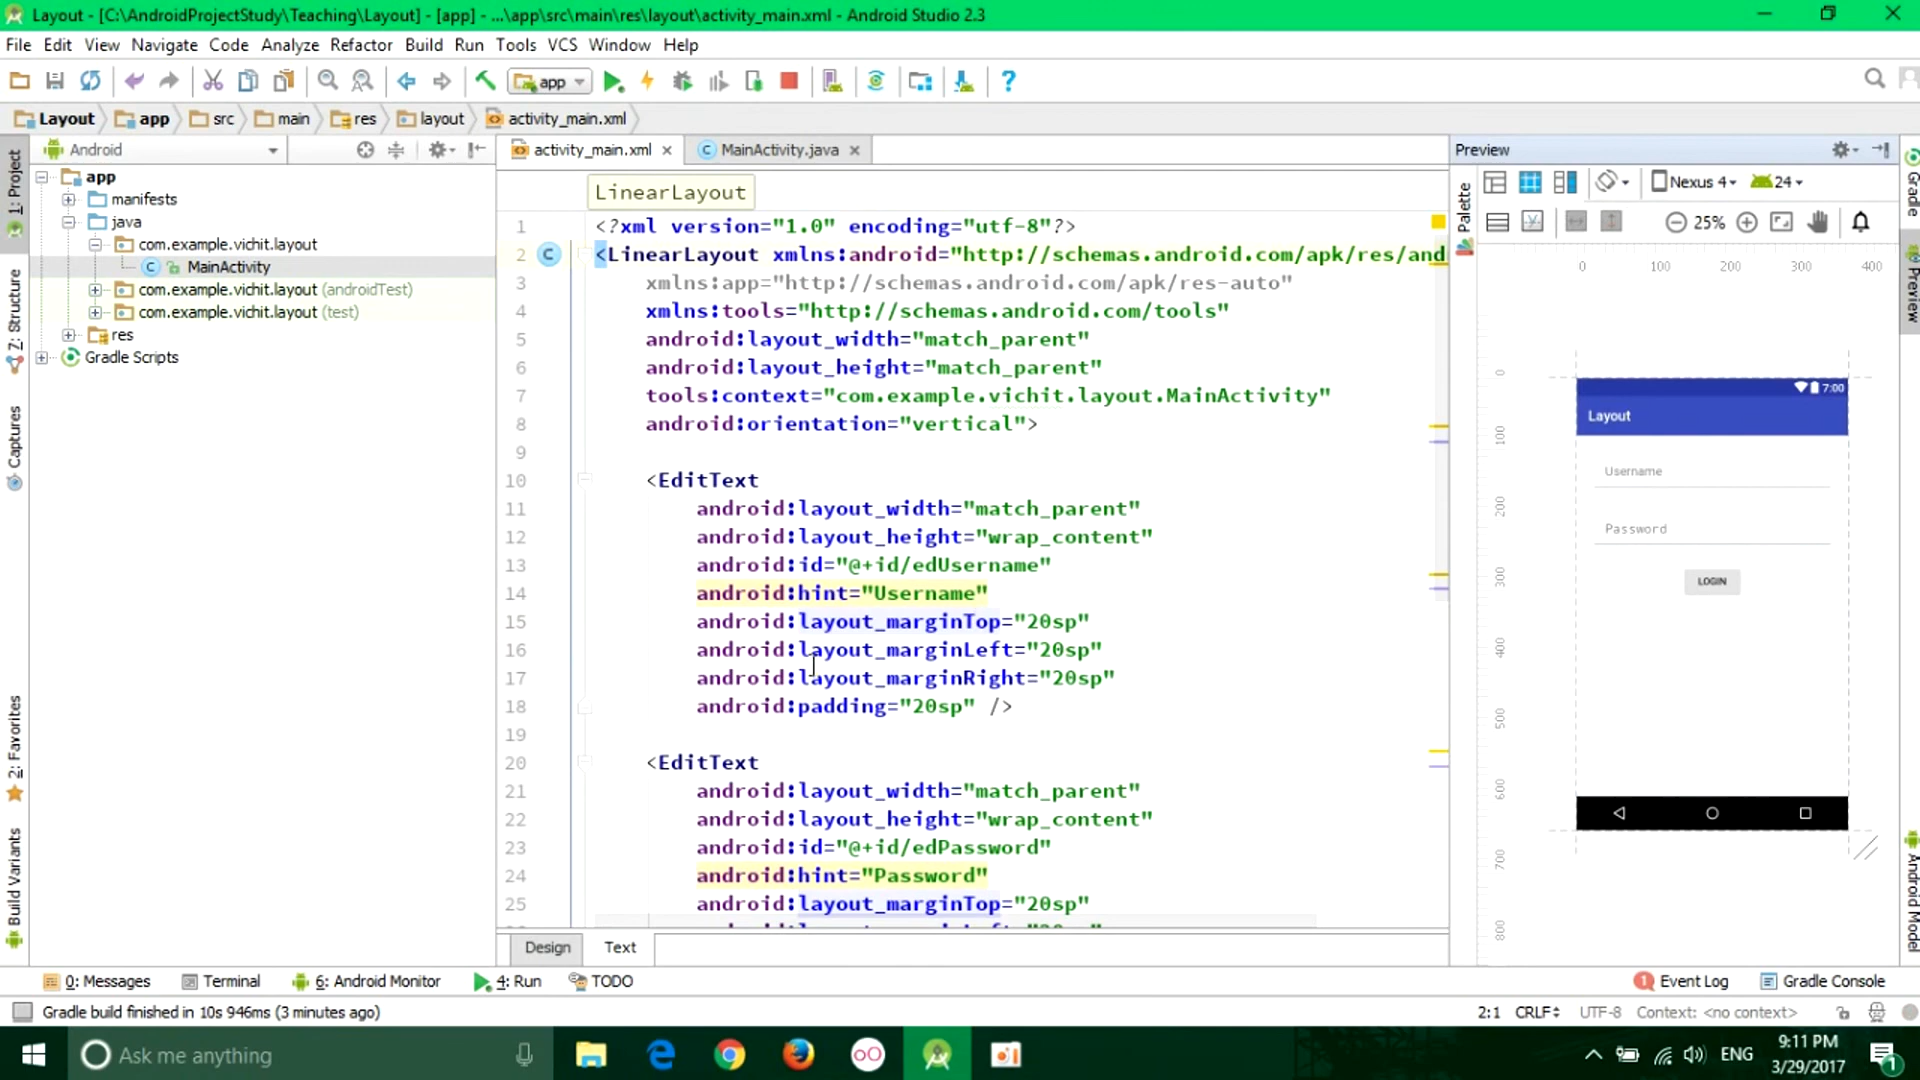 Layout - [C:\AndroidProjectStudy\Teaching\Layout] - [app] - ...\app\src\main\res\layout\activity_main.xml - Android Studio 2.3
File Edit View Navigate Code Analyze Refactor Build Run Tools VCS Window Help
app
Layout app src main res layout activity_main.xml
Android
activity_main.xml MainActivity.java
Preview
1: Project
Z: Structure
Captures
2: Favorites
Build Variants
app
manifests
java
com.example.vichit.layout
MainActivity
com.example.vichit.layout (androidTest)
com.example.vichit.layout (test)
res
Gradle Scripts
LinearLayout
1 <?xml version="1.0" encoding="utf-8"?>
2 <LinearLayout xmlns:android="http://schemas.android.com/apk/res/and
3 xmlns:app="http://schemas.android.com/apk/res-auto"
4 xmlns:tools="http://schemas.android.com/tools"
5 android:layout_width="match_parent"
6 android:layout_height="match_parent"
7 tools:context="com.example.vichit.layout.MainActivity"
8 android:orientation="vertical">
9
10 <EditText
11 android:layout_width="match_parent"
12 android:layout_height="wrap_content"
13 android:id="@+id/edUsername"
14 android:hint="Username"
15 android:layout_marginTop="20sp"
16 android:layout_marginLeft="20sp"
17 android:layout_marginRight="20sp"
18 android:padding="20sp" />
19
20 <EditText
21 android:layout_width="match_parent"
22 android:layout_height="wrap_content"
23 android:id="@+id/edPassword"
24 android:hint="Password"
25 android:layout_marginTop="20sp"
Design Text
Palette
Nexus 4 24
25%
0 100 200 300 400
0
100
200
300
400
500
600
700
800
7:00
Layout
Username
Password
LOGIN
Gradle
Preview
Android Model
0: Messages Terminal 6: Android Monitor 4: Run TODO
1 Event Log Gradle Console
Gradle build finished in 10s 946ms (3 minutes ago)
2:1 CRLF UTF-8 Context: <no context>
Ask me anything
ENG
9:11 PM
3/29/2017
1